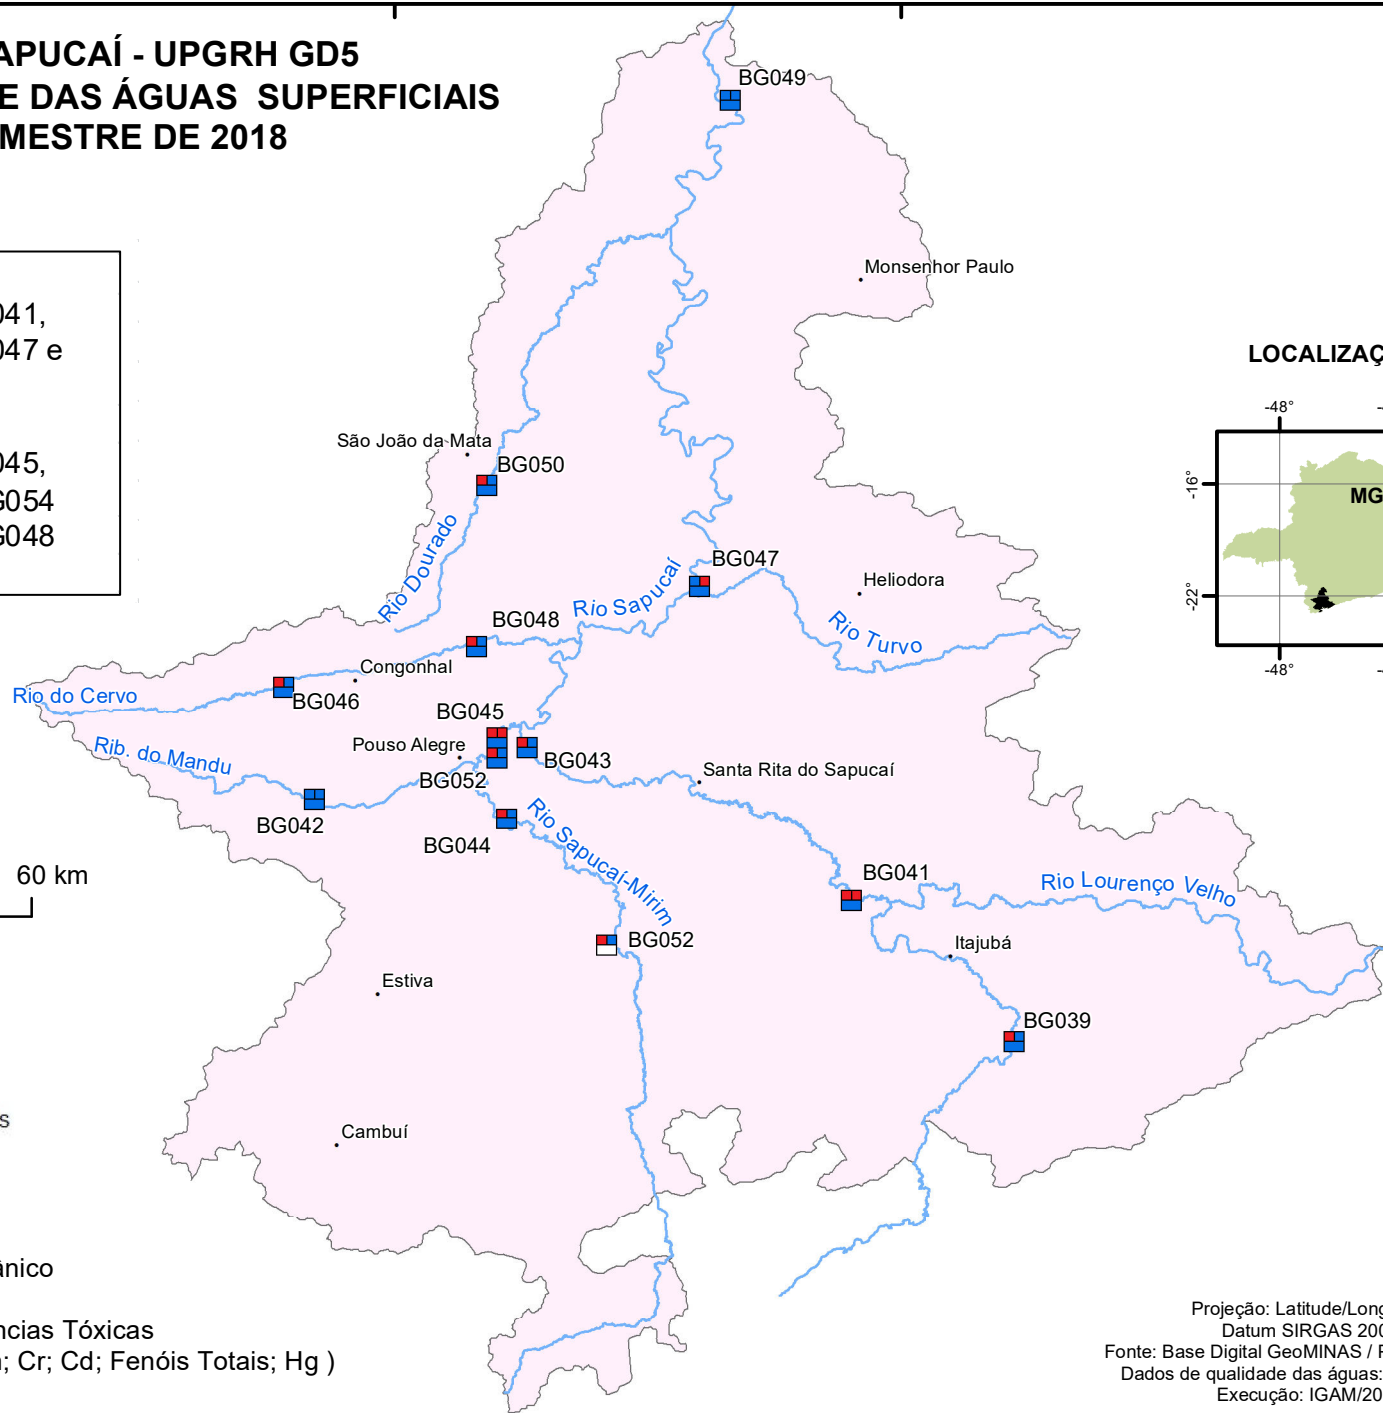 APUCAÍ - UPGRH GD5
E DAS ÁGUAS SUPERFICIAIS
MESTRE DE 2018
BG049
Monsenhor Paulo
041,
047 e
045,
G054
G048
LOCALIZAÇ
-48°
-16°
MG
-22°
-48°
São João da Mata
BG050
Rio Dourado
BG047
Heliodora
Rio Sapucaí
Rio Turvo
BG048
Congonhal
Rio do Cervo
BG046
BG045
Rib. do Mandu
Pouso Alegre
BG043
BG052
Santa Rita do Sapucaí
BG042
BG044
Rio Sapucaí-Mirim
60 km
BG041
Rio Lourenço Velho
BG052
Itajubá
Estiva
BG039
s
Cambuí
ânico
ncias Tóxicas
; Cr; Cd; Fenóis Totais; Hg )
Projeção: Latitude/Long
Datum SIRGAS 200
Fonte: Base Digital GeoMINAS /
Dados de qualidade das águas:
Execução: IGAM/20